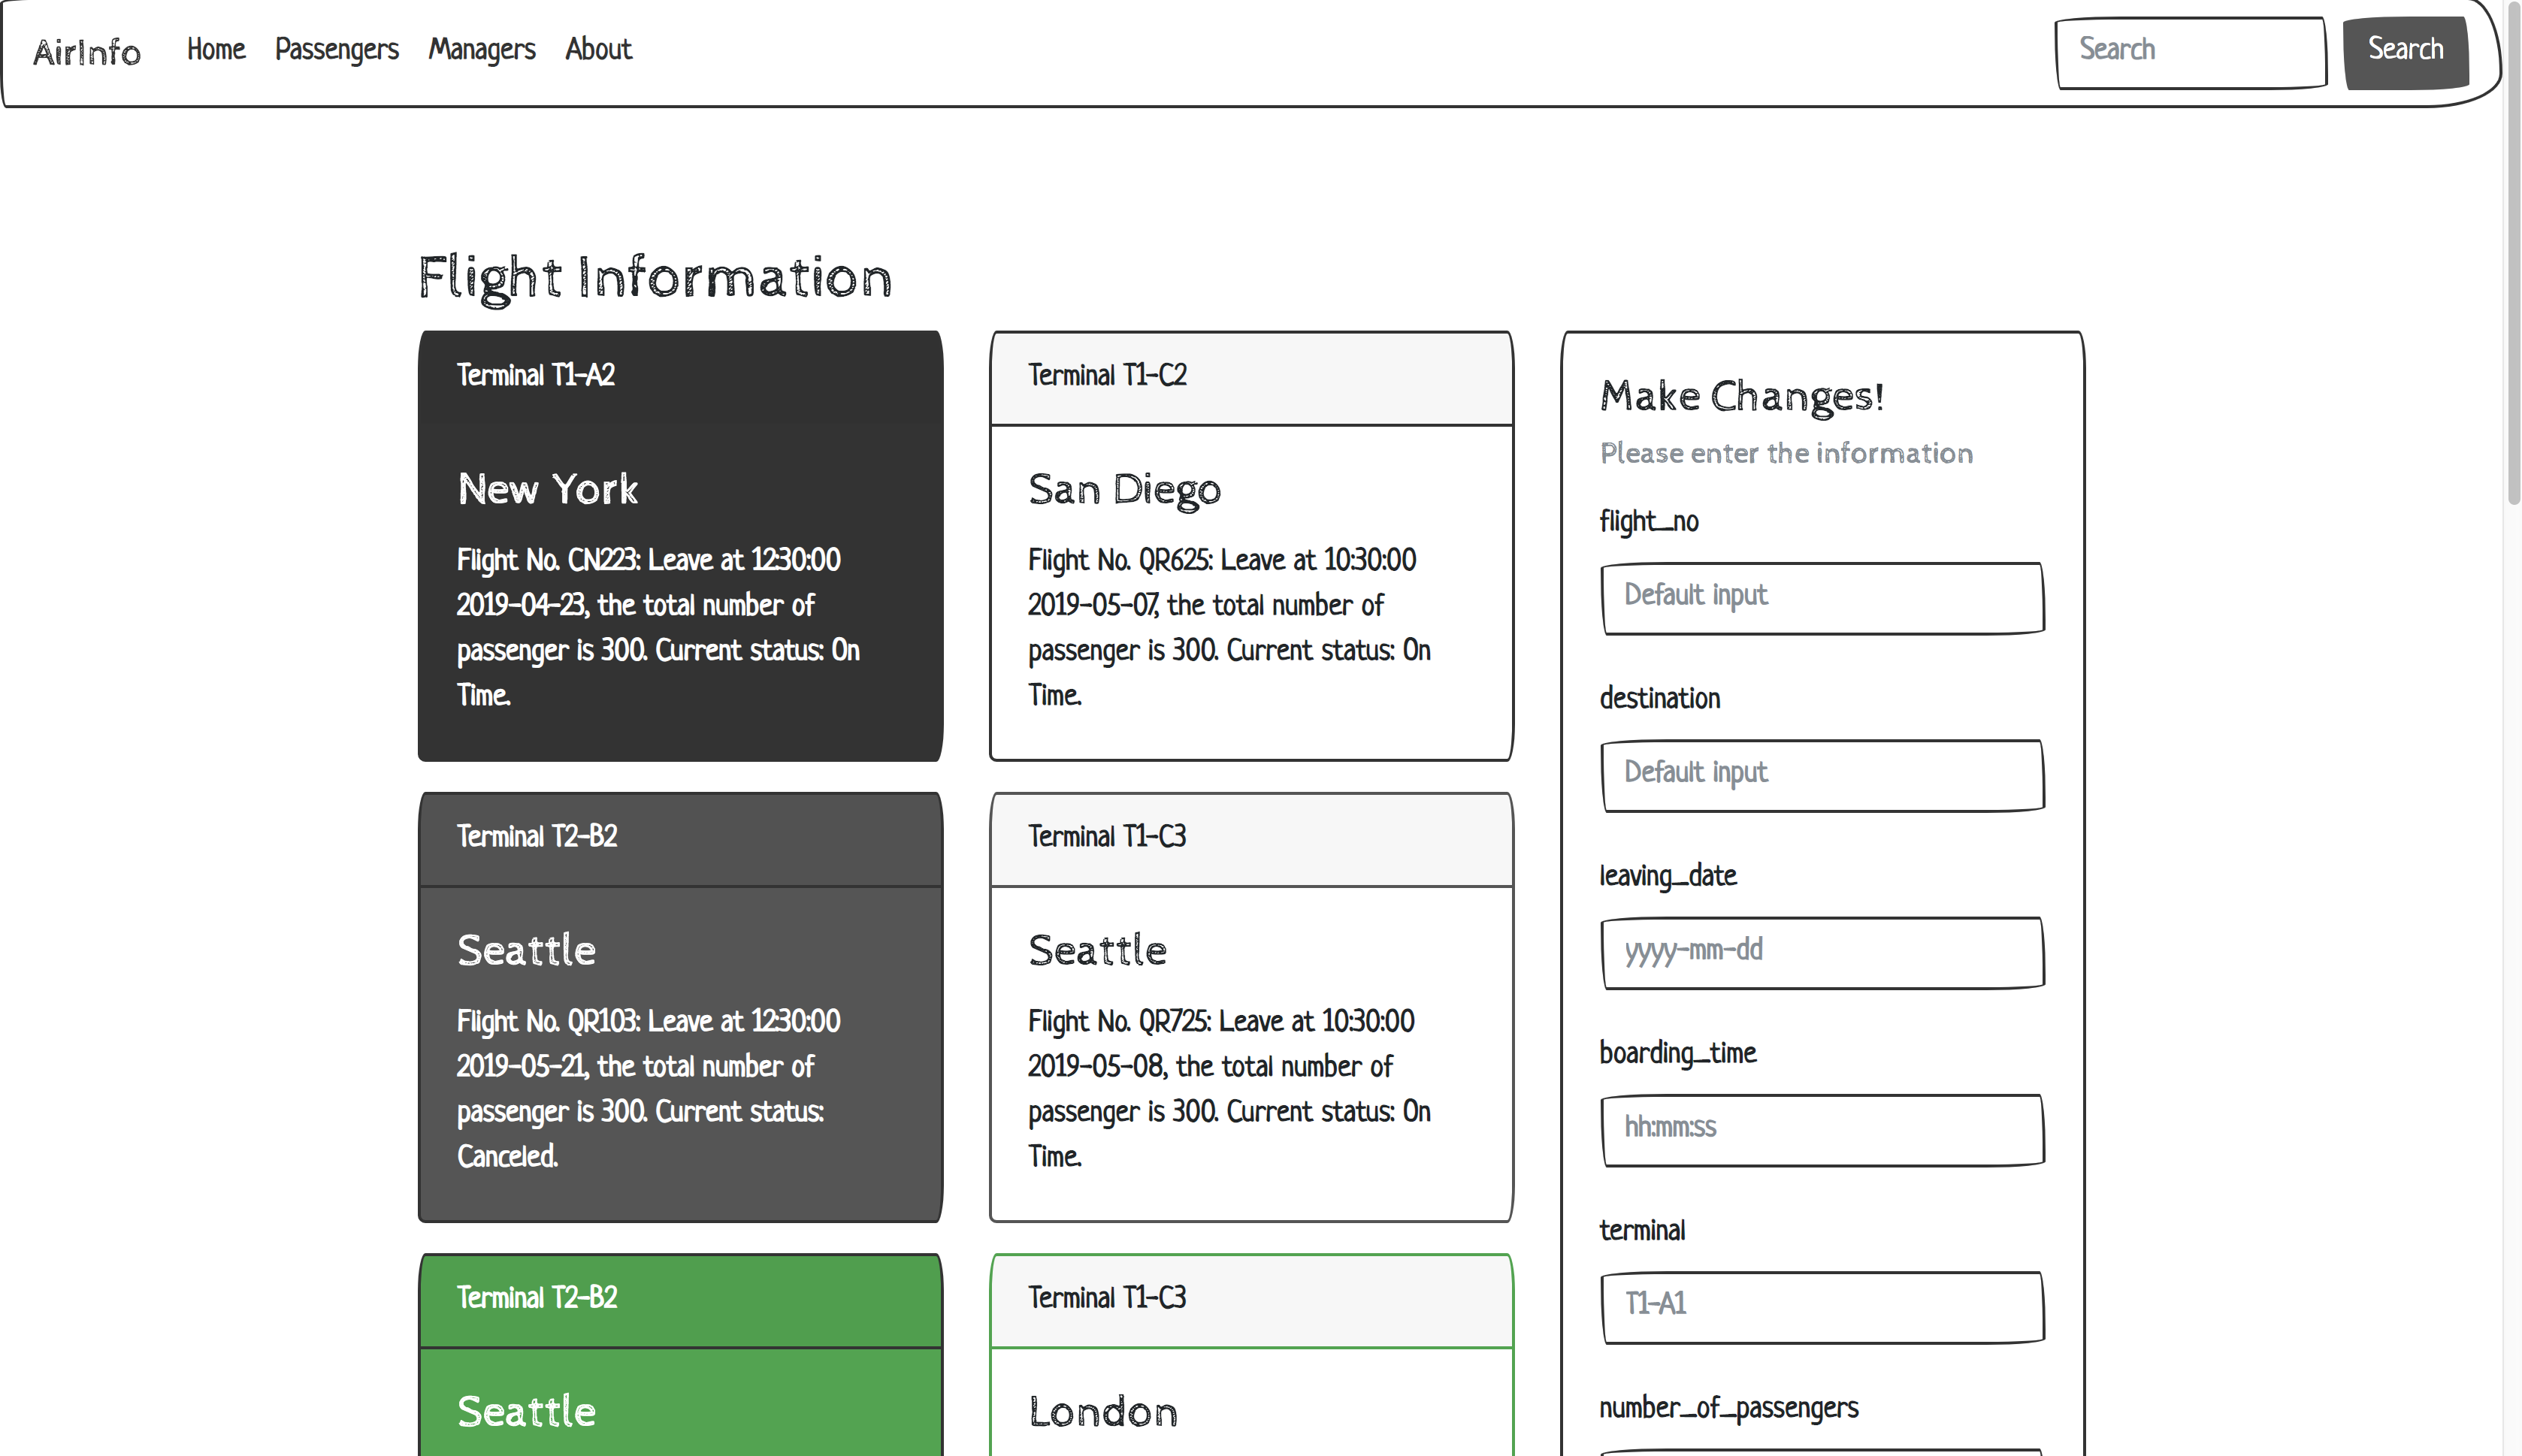 AirInfo Home Passengers Managers About Search Search
Flight Information
Terminal T1-A2
New York
Flight No. CN223: Leave at 12:30:00
2019-04-23, the total number of
passenger is 300. Current status: On
Time.
Terminal T1-C2
San Diego
Flight No. QR625: Leave at 10:30:00
2019-05-07, the total number of
passenger is 300. Current status: On
Time.
Terminal T2-B2
Seattle
Flight No. QR103: Leave at 12:30:00
2019-05-21, the total number of
passenger is 300. Current status:
Canceled.
Terminal T1-C3
Seattle
Flight No. QR725: Leave at 10:30:00
2019-05-08, the total number of
passenger is 300. Current status: On
Time.
Terminal T2-B2
Seattle
Terminal T1-C3
London
Make Changes!
Please enter the information
flight_no
Default input
destination
Default input
leaving_date
yyyy-mm-dd
boarding_time
hh:mm:ss
terminal
T1-A1
number_of_passengers